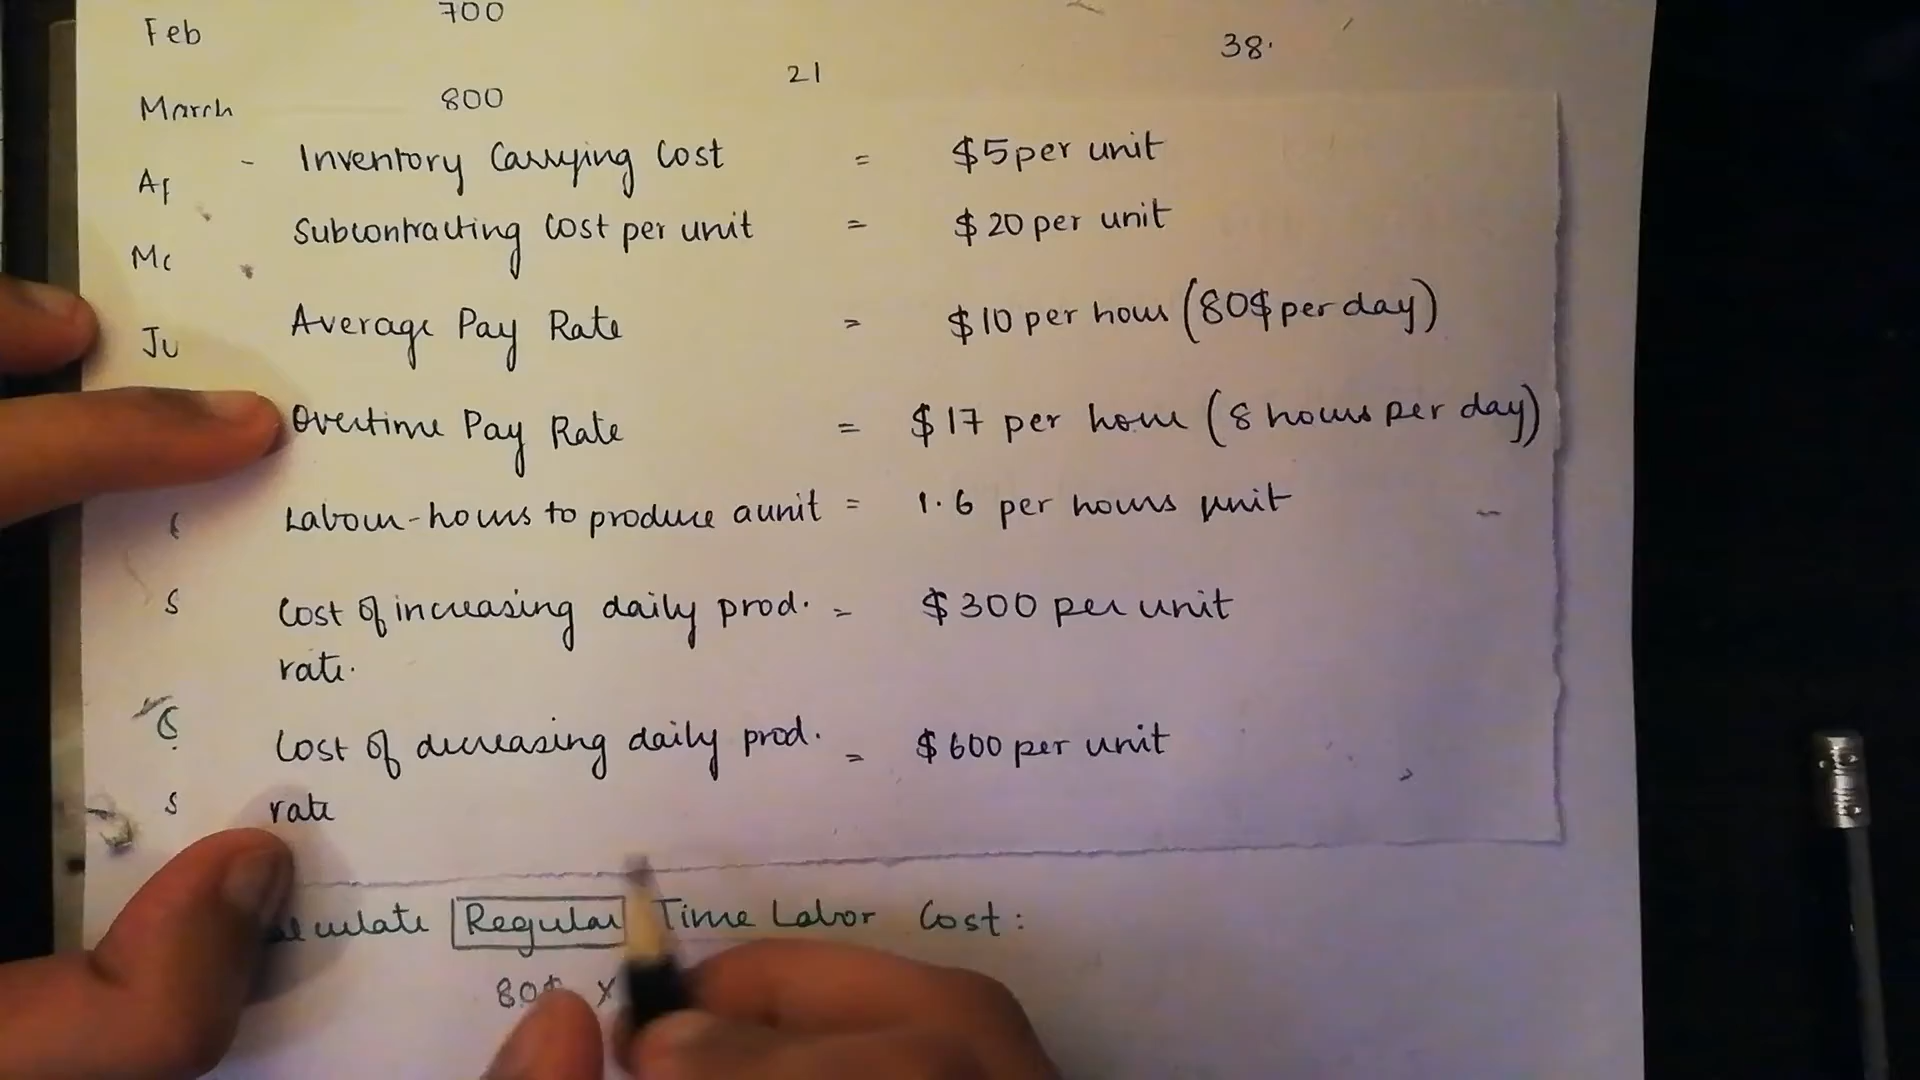 Feb 700
38.
21
March 800
- Inventory Carrying Cost = $5 per unit
Subcontracting Cost per unit = $20 per unit
Average Pay Rate = $10 per hour (80$ per day)
Ju
Overtime Pay Rate = $17 per hour (8 hours per day)
Labour-hours to produce a unit = 1.6 per hours unit
S
Cost of increasing daily prod. = $300 per unit
rate.
Cost of decreasing daily prod. = $600 per unit
S
rate
Regular Time Labor Cost:
80$ x